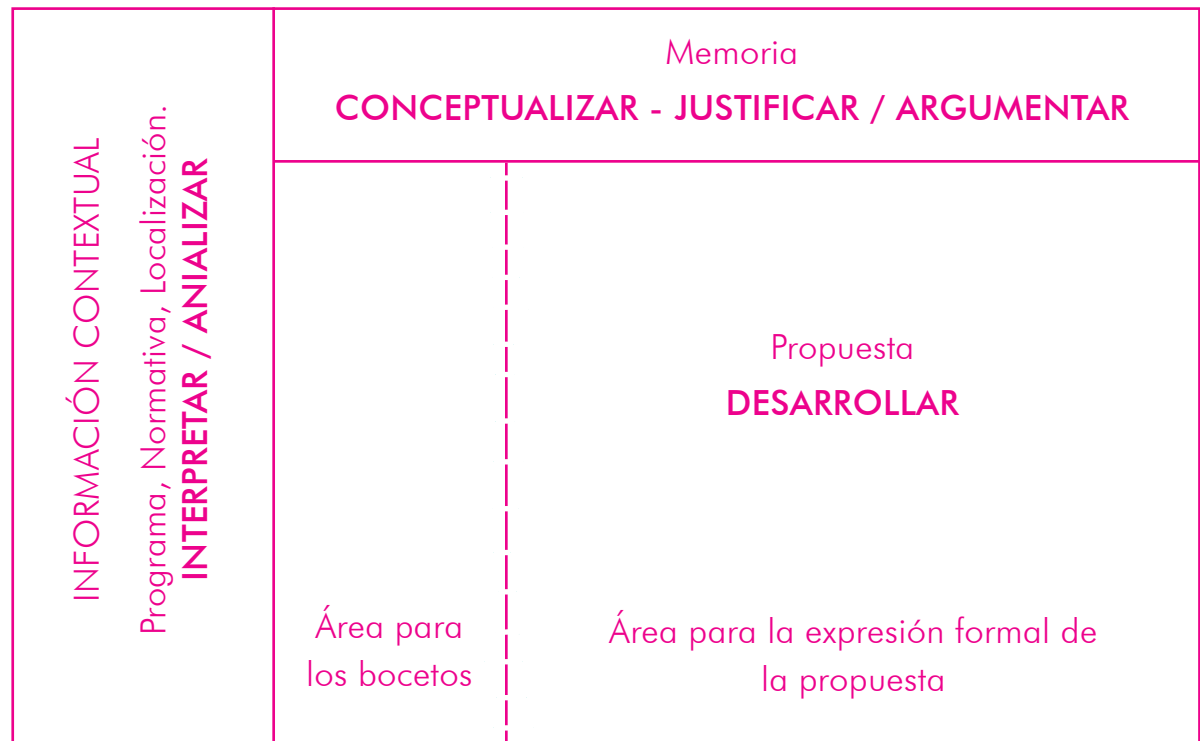 INFORMACIÓN CONTEXTUAL
Programa, Normativa, Localización.
INTERPRETAR / ANIALIZAR
Memoria
CONCEPTUALIZAR - JUSTIFICAR / ARGUMENTAR
Propuesta
DESARROLLAR
Área para
los bocetos
Área para la expresión formal de
la propuesta